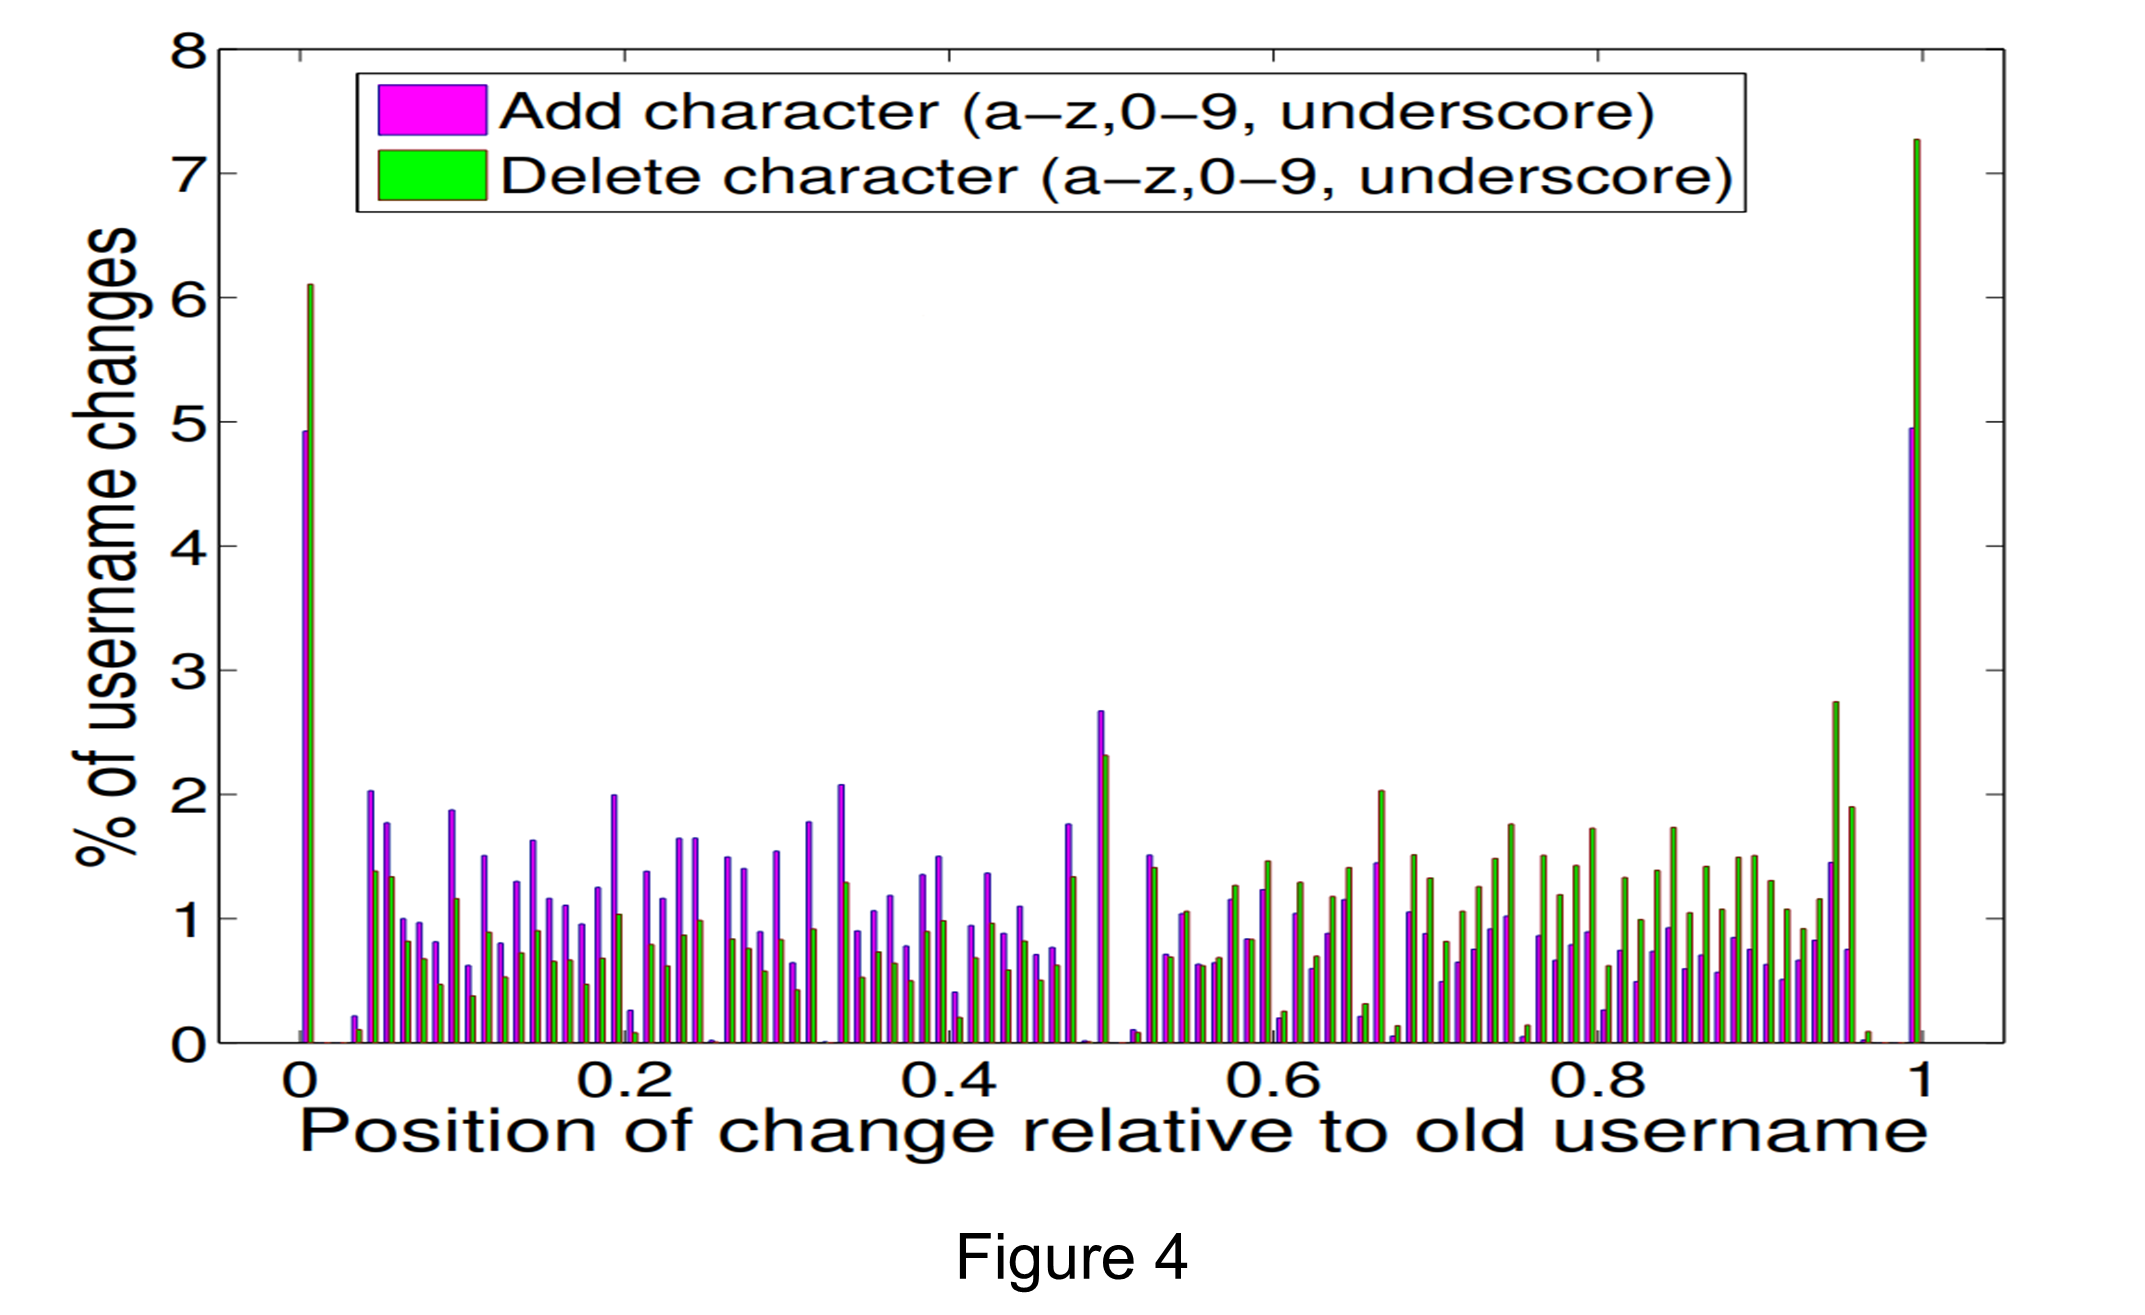 8
7
6
5
4
3
2
1
0
% of username changes
Add character (a–z,0–9, underscore)
Delete character (a–z,0–9, underscore)
0 0.2 0.4 0.6 0.8 1
Position of change relative to old username
Figure 4